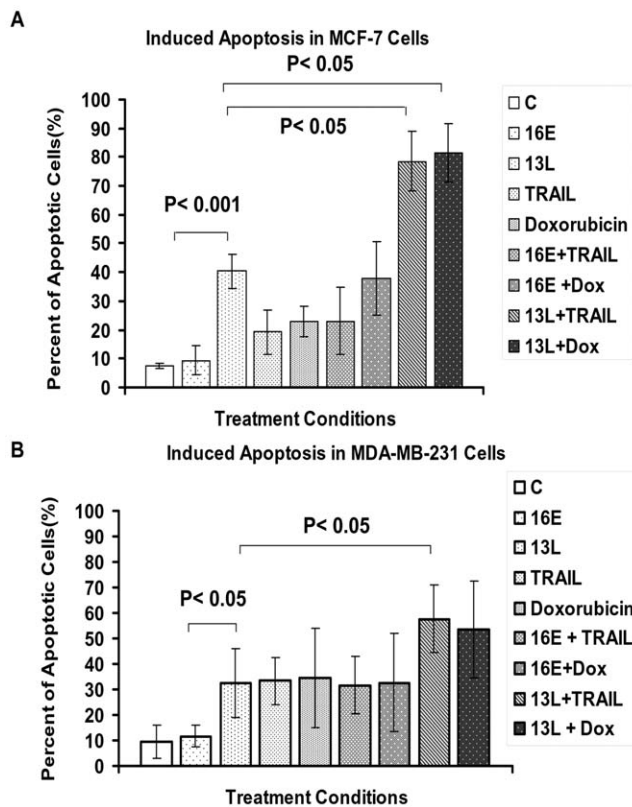 A
Induced Apoptosis in MCF-7 Cells
P< 0.05
P< 0.05
P< 0.001
Percent of Apoptotic Cells(%)
100
90
80
70
60
50
40
30
20
10
0
Treatment Conditions
C
16E
13L
TRAIL
Doxorubicin
16E+TRAIL
16E +Dox
13L+TRAIL
13L+Dox
B
Induced Apoptosis in MDA-MB-231 Cells
P< 0.05
P< 0.05
Percent of Apoptotic Cells(%)
100
90
80
70
60
50
40
30
20
10
0
Treatment Conditions
C
16E
13L
TRAIL
Doxorubicin
16E + TRAIL
16E+Dox
13L+TRAIL
13L + Dox